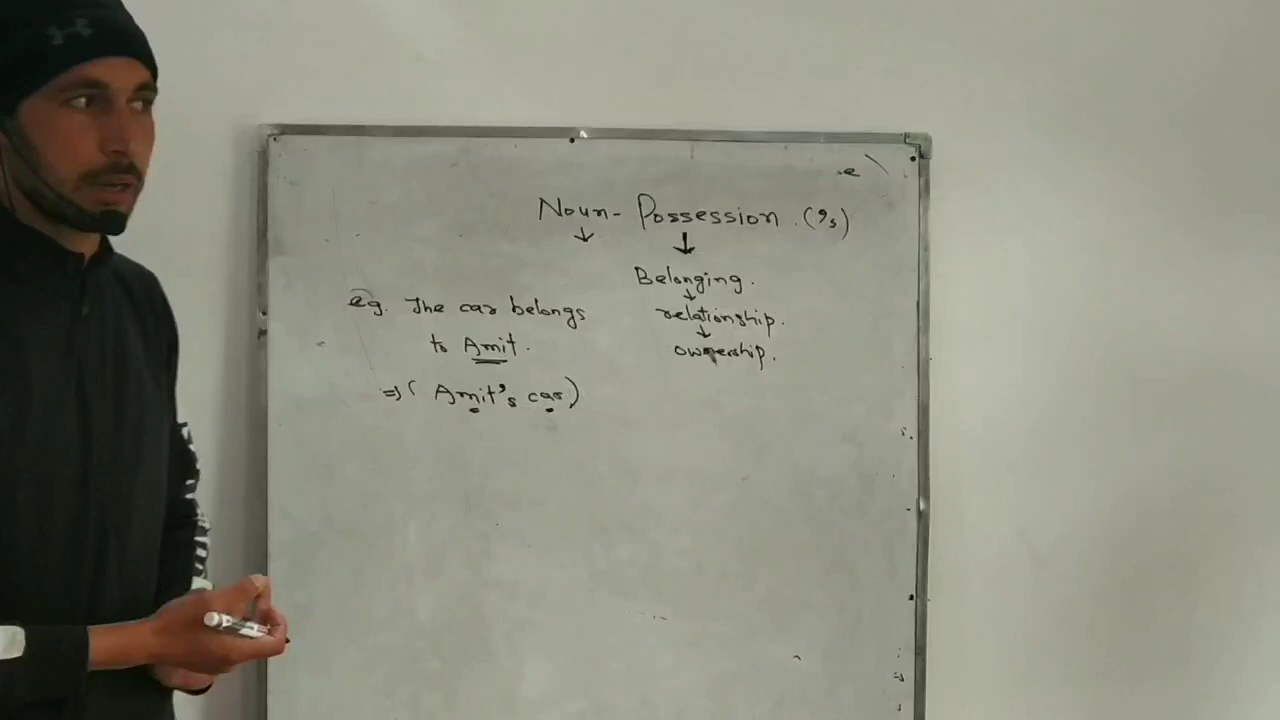 Noun- Possession. ('s)
Belonging.
relationship.
ownership.
eg. The car belongs
to Amit.
=> ( Amit's car)